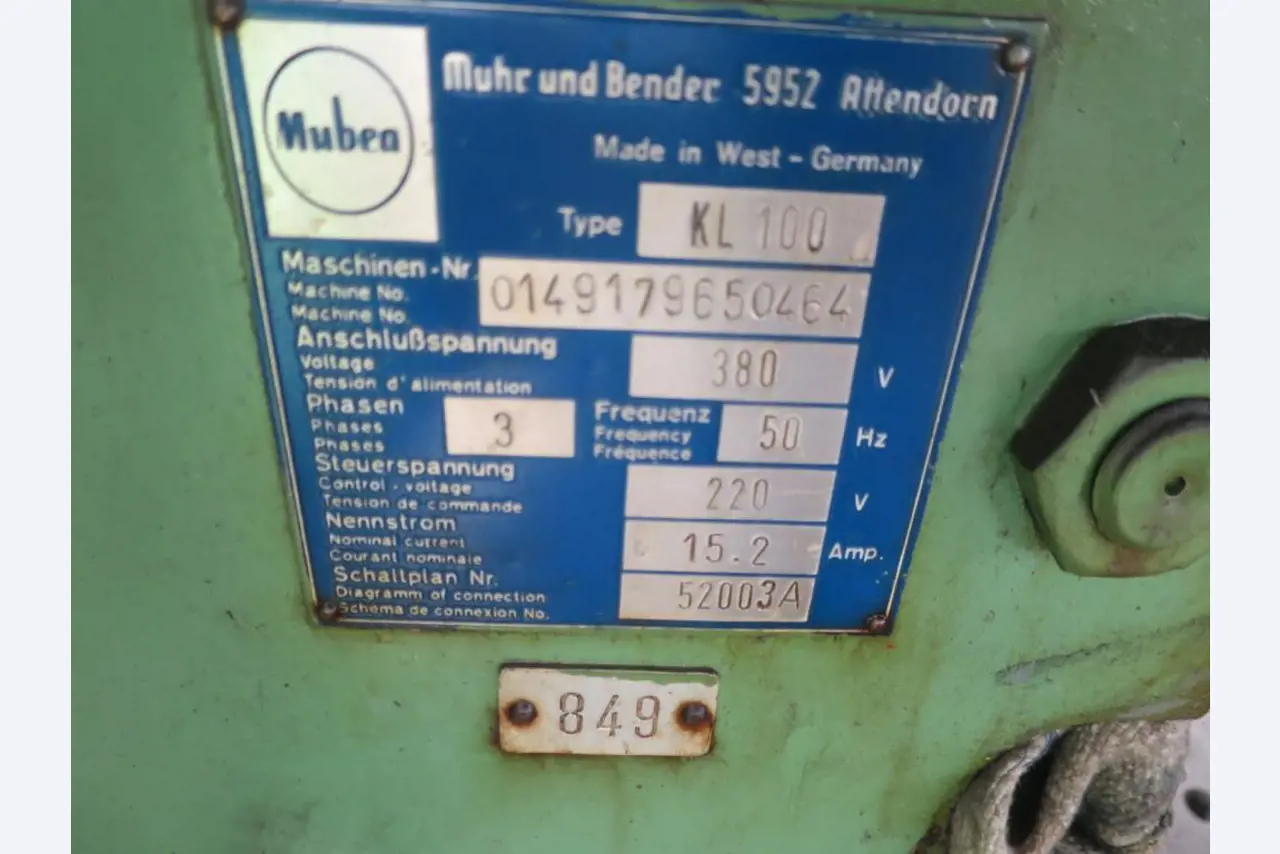 Mubea
Muhr und Bender 5952 Attendorn
Made in West - Germany
Type KL 100
Maschinen-Nr. 0149179650464
Machine No.
Machine No.
Anschlußspannung 380 V
Voltage
Tension d'alimentation
Phasen 3 Frequenz 50 Hz
Phases Frequency
Phases Fréquence
Steuerspannung 220 V
Control - voltage
Tension de commande
Nennstrom 15.2 Amp.
Nominal current
Courant nominale
Schaltplan Nr. 52003A
Diagramm of connection
Schema de connexion No.
849